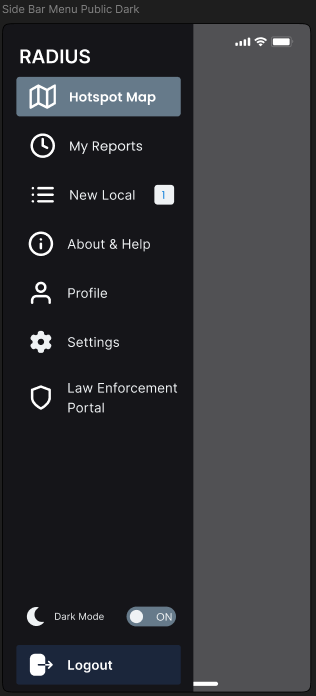 Side Bar Menu Public Dark
RADIUS
Hotspot Map
My Reports
New Local 1
About & Help
Profile
Settings
Law Enforcement
Portal
Dark Mode ON
Logout